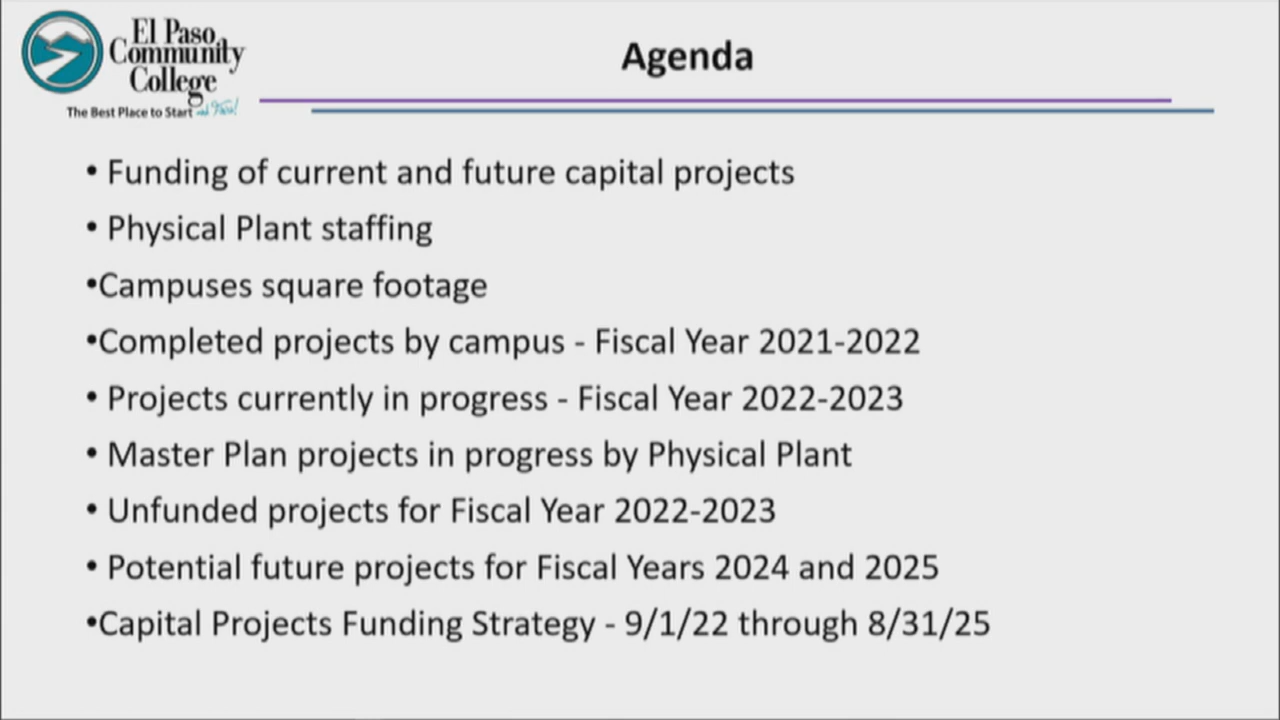 El Paso
Community
College
The Best Place to Start
Agenda
• Funding of current and future capital projects
• Physical Plant staffing
•Campuses square footage
•Completed projects by campus - Fiscal Year 2021-2022
• Projects currently in progress - Fiscal Year 2022-2023
• Master Plan projects in progress by Physical Plant
• Unfunded projects for Fiscal Year 2022-2023
• Potential future projects for Fiscal Years 2024 and 2025
•Capital Projects Funding Strategy - 9/1/22 through 8/31/25